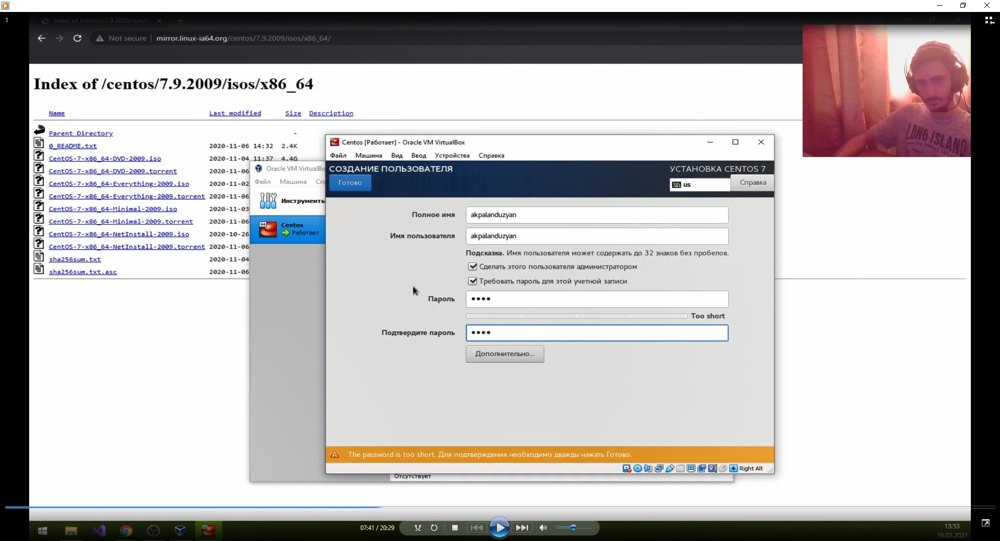 1
Index of /centos/7.9.2009/isos/x8
Not secure | mirror.linux-ia64.org/centos/7.9.2009/isos/x86_64/
Index of /centos/7.9.2009/isos/x86_64
Name Last modified Size Description
Parent Directory -
0_README.txt 2020-11-06 14:32 2.4K
CentOS-7-x86_64-DVD-2009.iso 2020-11-04 11:37 4.4G
CentOS-7-x86_64-DVD-2009.torrent 2020-11-06
CentOS-7-x86_64-Everything-2009.iso 2020-11-02
CentOS-7-x86_64-Everything-2009.torrent 2020-11-06
CentOS-7-x86_64-Minimal-2009.iso 2020-11-03
CentOS-7-x86_64-Minimal-2009.torrent 2020-11-06
CentOS-7-x86_64-NetInstall-2009.iso 2020-10-26
CentOS-7-x86_64-NetInstall-2009.torrent 2020-11-06
sha256sum.txt 2020-11-04
sha256sum.txt.asc 2020-11-06
LONG ISLAND
Oracle VM VirtualBo
Файл Машина Сп
Инструменты
64
Centos
Работает
Отсутствует
Centos [Работает] - Oracle VM VirtualBox
Файл Машина Вид Ввод Устройства Справка
СОЗДАНИЕ ПОЛЬЗОВАТЕЛЯ УСТАНОВКА CENTOS 7
Готово us Справка
Полное имя akpalanduzyan
Имя пользователя akpalanduzyan
Подсказка. Имя пользователя может содержать до 32 знаков без пробелов.
Сделать этого пользователя администратором
Требовать пароль для этой учетной записи
Пароль ••••
Too short
Подтвердите пароль ••••
Дополнительно...
The password is too short. Для подтверждения необходимо дважды нажать Готово.
Right Alt
07:41 / 20:29
13:53
16.02.2022